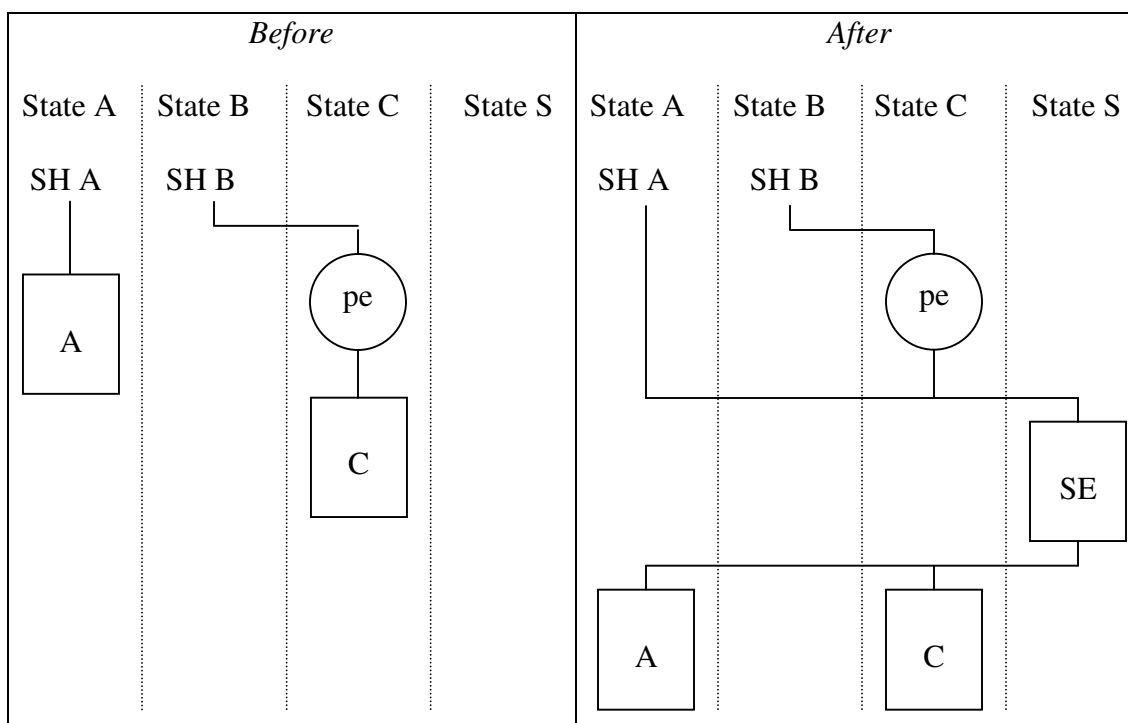 Before
State A State B State C State S
SH A SH B
pe
A
C
After
State A State B State C State S
SH A SH B
pe
SE
A C